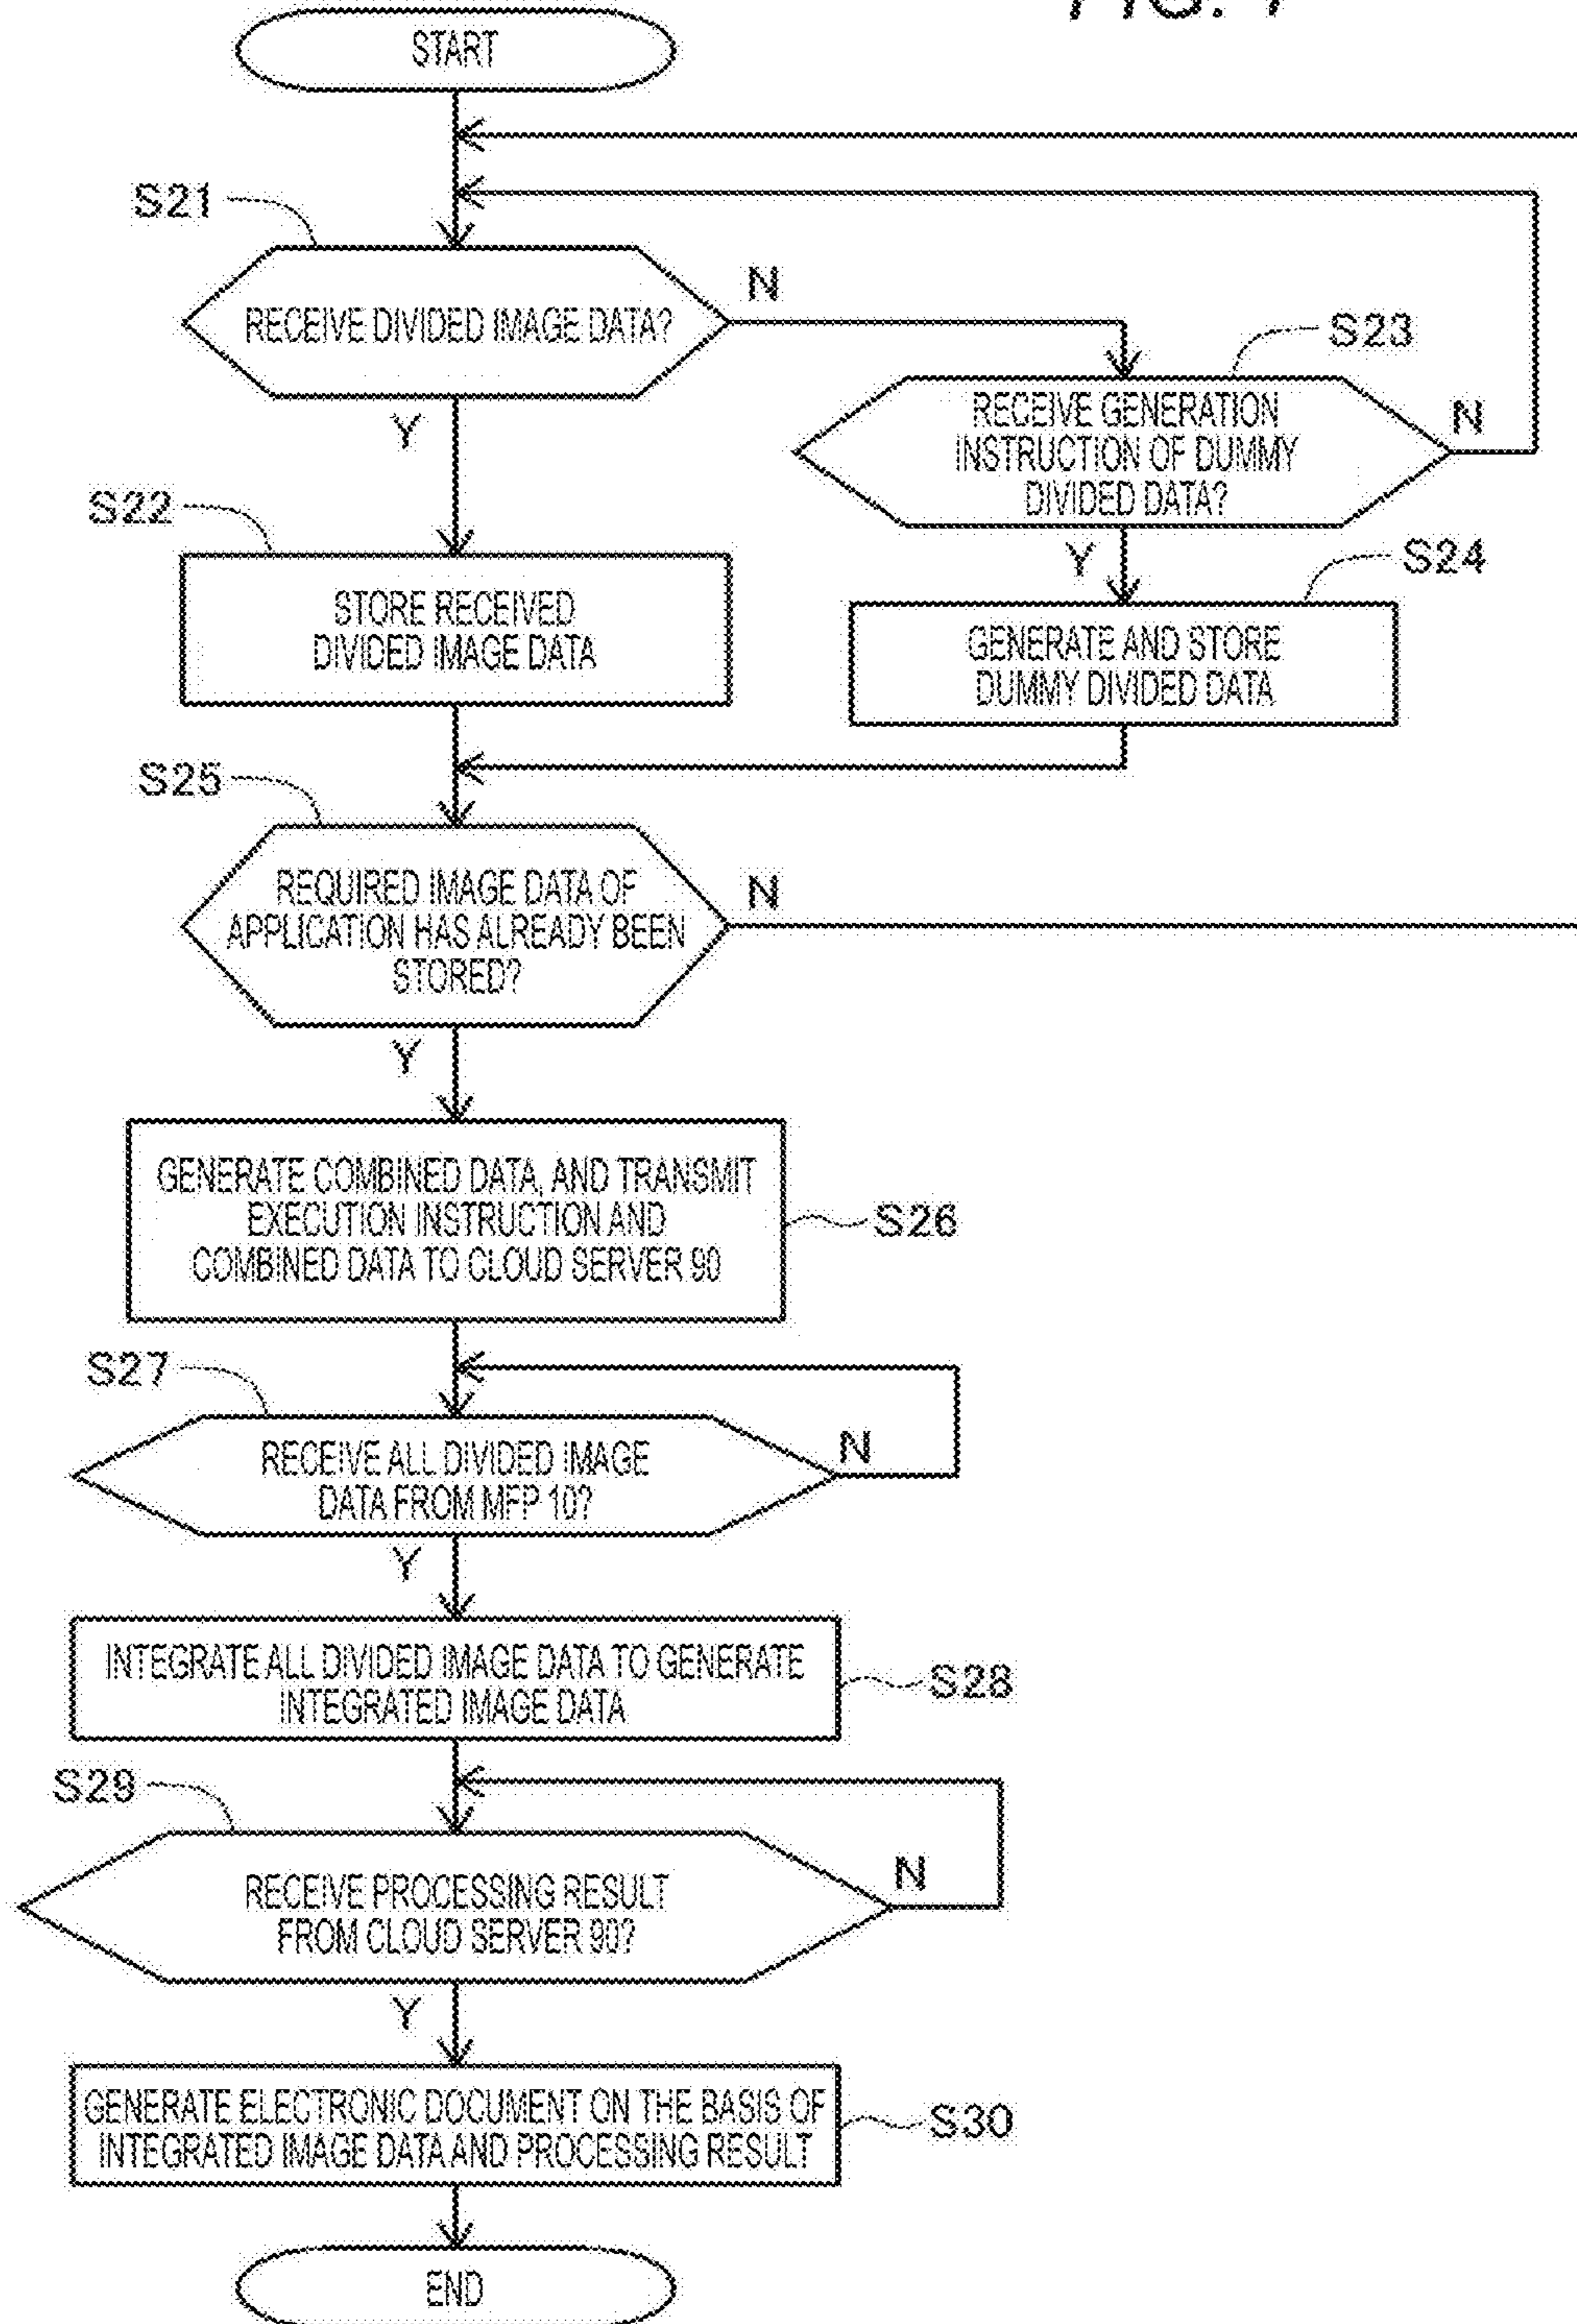 FIG. 7
START
S21
RECEIVE DIVIDED IMAGE DATA?
N
Y
S23
RECEIVE GENERATION
INSTRUCTION OF DUMMY
DIVIDED DATA?
N
Y
S22
STORE RECEIVED
DIVIDED IMAGE DATA
S24
GENERATE AND STORE
DUMMY DIVIDED DATA
S25
REQUIRED IMAGE DATA OF
APPLICATION HAS ALREADY BEEN
STORED?
N
Y
GENERATE COMBINED DATA, AND TRANSMIT
EXECUTION INSTRUCTION AND
COMBINED DATA TO CLOUD SERVER 90
S26
S27
RECEIVE ALL DIVIDED IMAGE
DATA FROM MFP 10?
N
Y
INTEGRATE ALL DIVIDED IMAGE DATA TO GENERATE
INTEGRATED IMAGE DATA
S28
S29
RECEIVE PROCESSING RESULT
FROM CLOUD SERVER 90?
N
Y
GENERATE ELECTRONIC DOCUMENT ON THE BASIS OF
INTEGRATED IMAGE DATA AND PROCESSING RESULT
S30
END